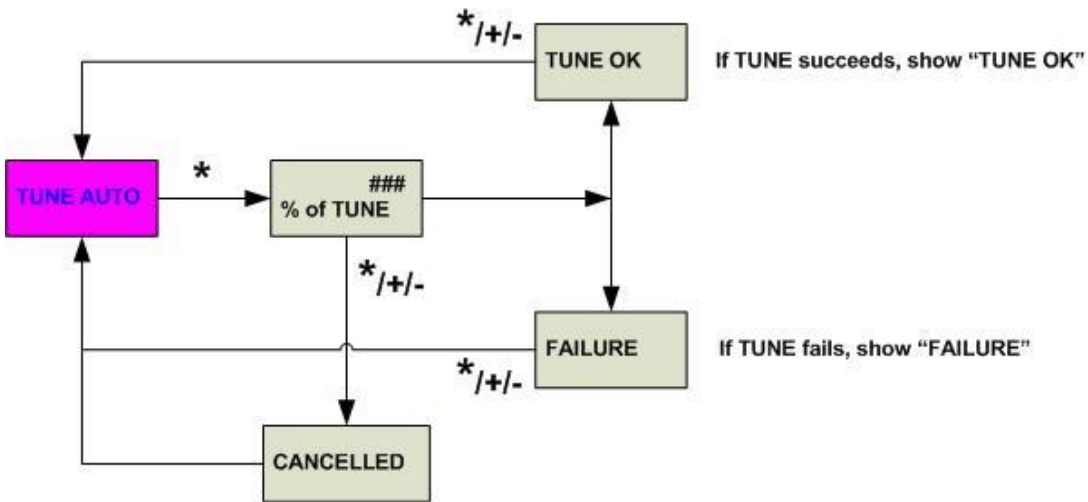 */+/-
TUNE OK
If TUNE succeeds, show “TUNE OK”
TUNE AUTO
*
###
% of TUNE
*/+/-
FAILURE
If TUNE fails, show “FAILURE”
*/+/-
CANCELLED